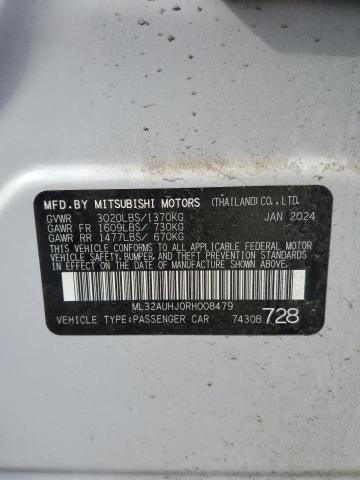 MFD.BY MITSUBISHI MOTORS (THAILAND) CO., LTD.
GVWR 3020LBS/1370KG JAN 2024
GAWR FR 1609LBS/ 730KG
GAWR RR 1477LBS/ 670KG
THIS VEHICLE CONFORMS TO ALL APPLICABLE FEDERAL MOTOR
VEHICLE SAFETY, BUMPER, AND THEFT PREVENTION STANDARDS
IN EFFECT ON THE DATE OF MANUFACTURE SHOWN ABOVE.
ML32AUHJ0RH008479
VEHICLE TYPE:PASSENGER CAR 74308 728